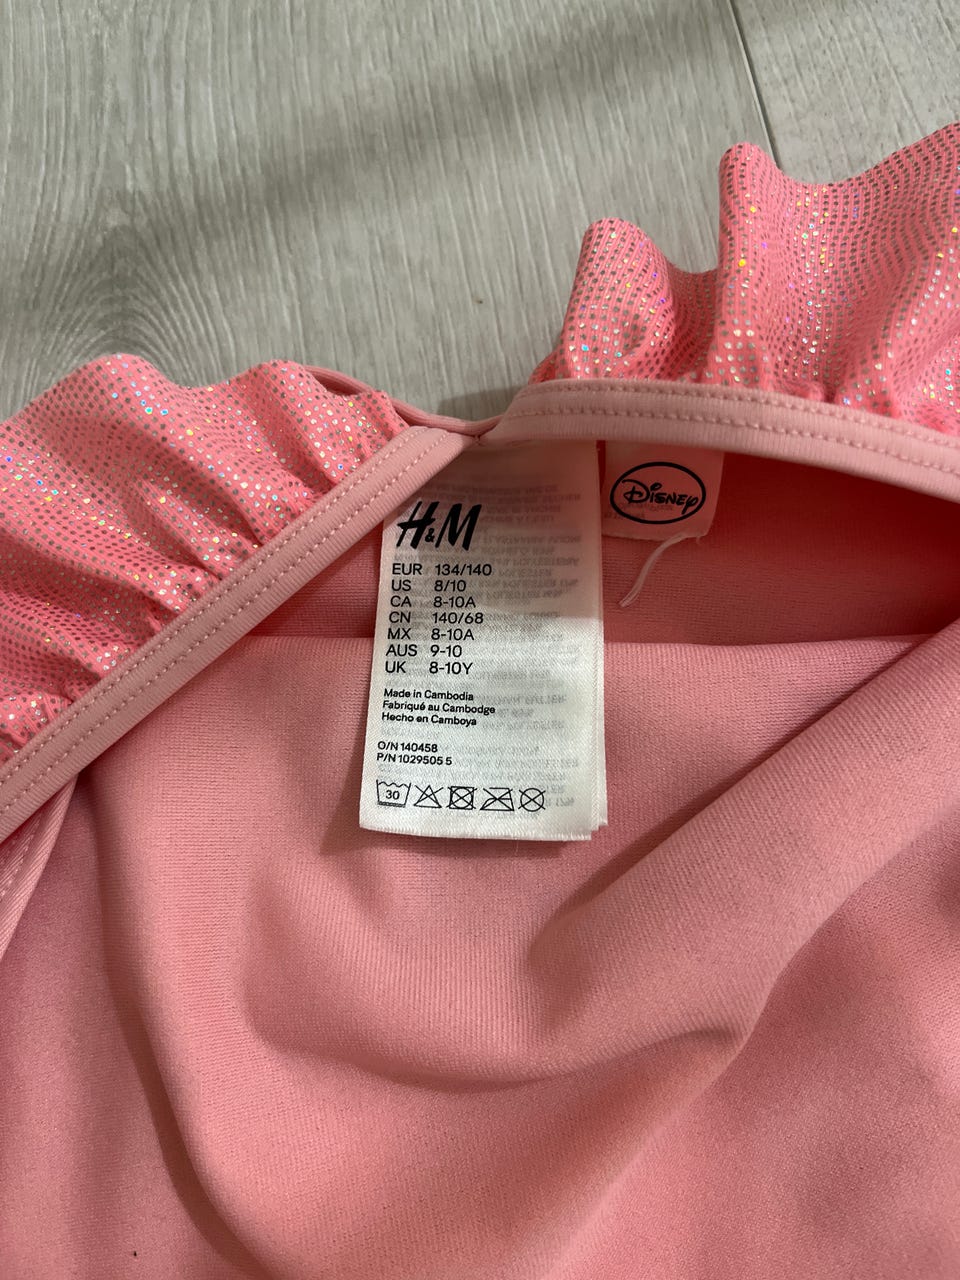 H&M
Disney
EUR 134/140
US 8/10
CA 8-10A
CN 140/68
MX 8-10A
AUS 9-10
UK 8-10Y
Made in Cambodia
Fabriqué au Cambodge
Hecho en Camboya
O/N 140458
P/N 1029505 5
30